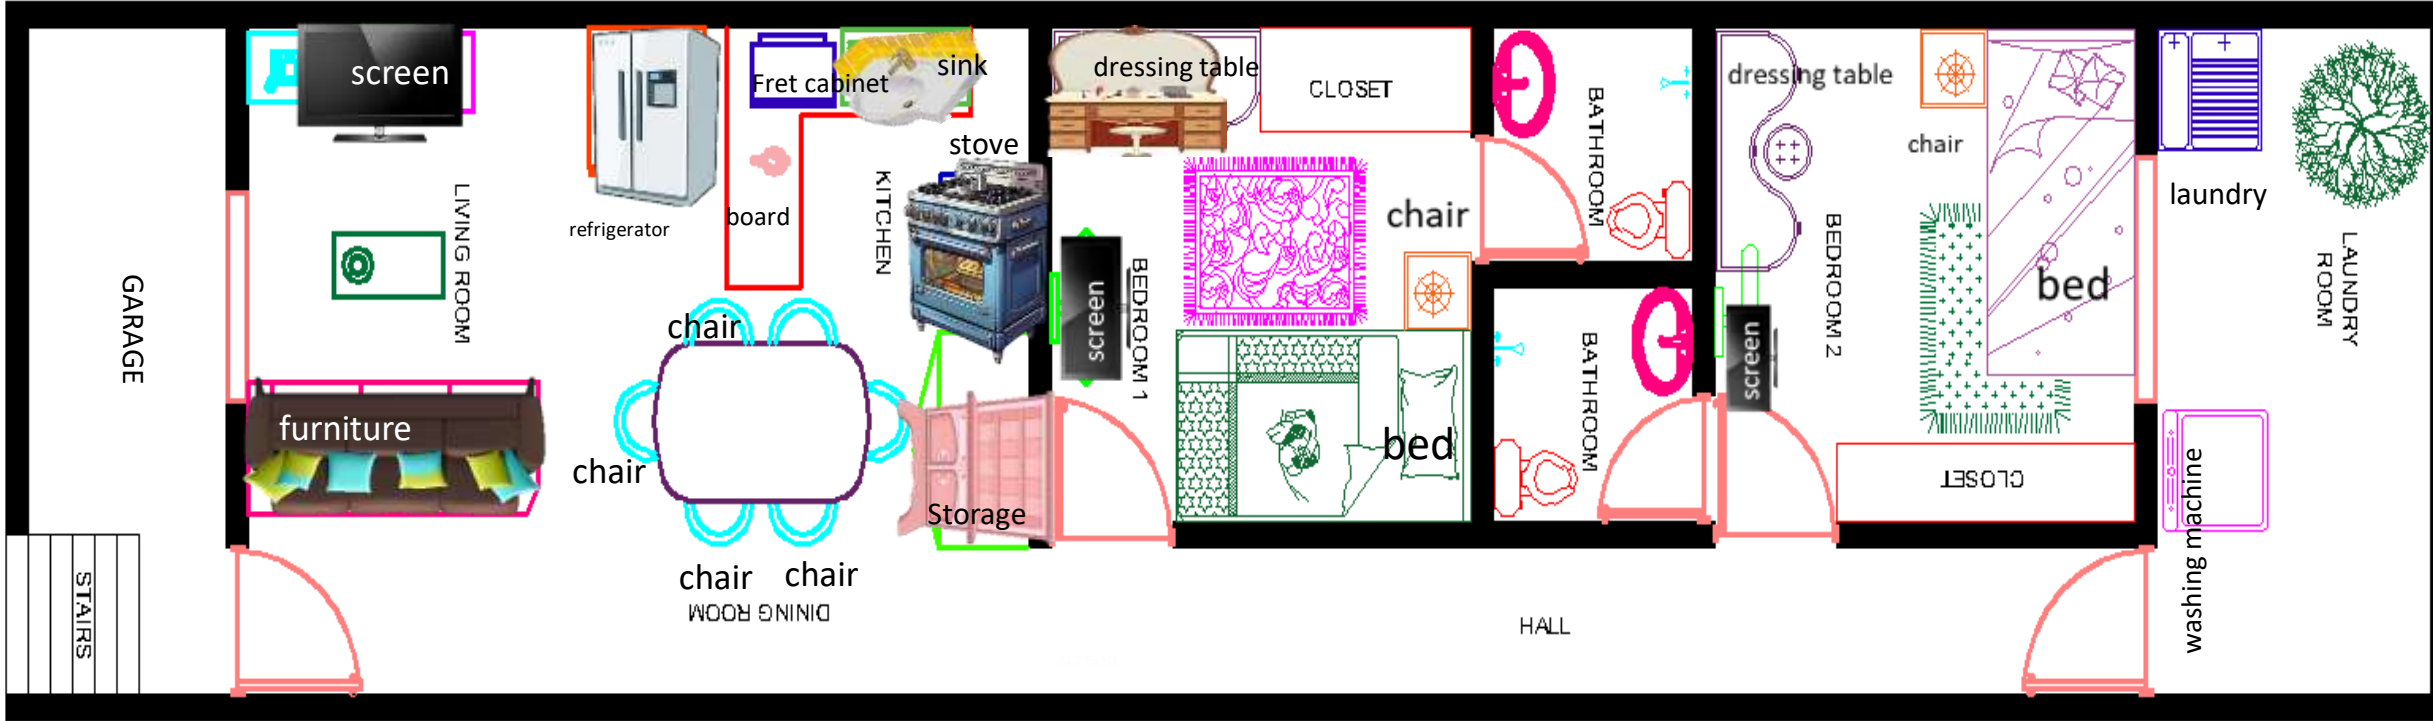 screen
Fret cabinet
sink
dressing table
CLOSET
BATHROOM
dressing table
chair
laundry
stove
refrigerator
board
KITCHEN
LIVING ROOM
GARAGE
chair
screen
BEDROOM 1
BEDROOM 2
bed
LAUNDRY
ROOM
chair
screen
BATHROOM
furniture
chair
bed
CLOSET
Storage
washing machine
STAIRS
chair
chair
DINING ROOM
HALL